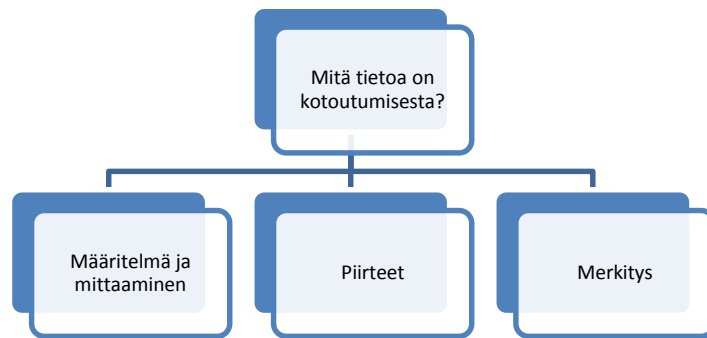 Mitä tietoa on
kotoutumisesta?
Määritelmä ja
mittaaminen
Piirteet
Merkitys